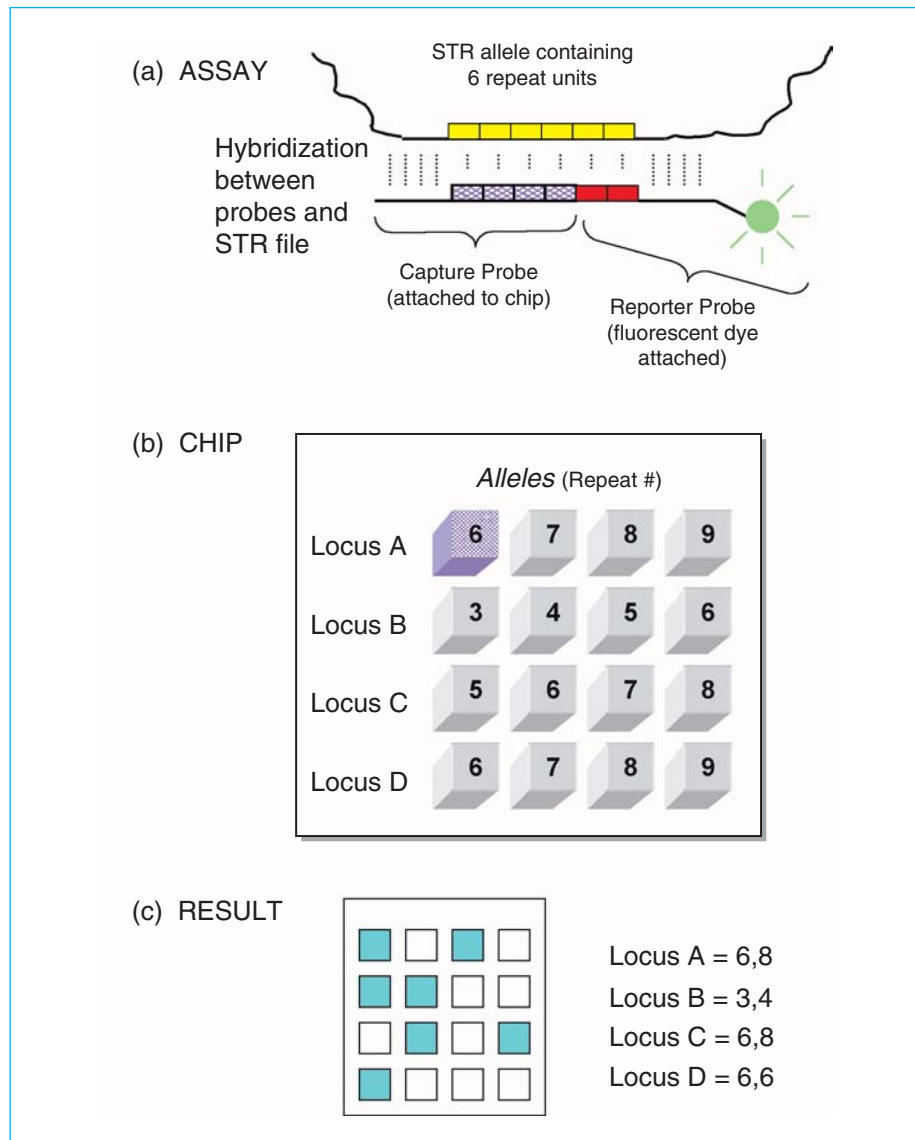 (a) ASSAY
STR allele containing
6 repeat units
Hybridization
between
probes and
STR file
Capture Probe
(attached to chip)
Reporter Probe
(fluorescent dye
attached)
(b) CHIP
Alleles (Repeat #)
Locus A 6 7 8 9
Locus B 3 4 5 6
Locus C 5 6 7 8
Locus D 6 7 8 9
(c) RESULT
Locus A = 6,8
Locus B = 3,4
Locus C = 6,8
Locus D = 6,6